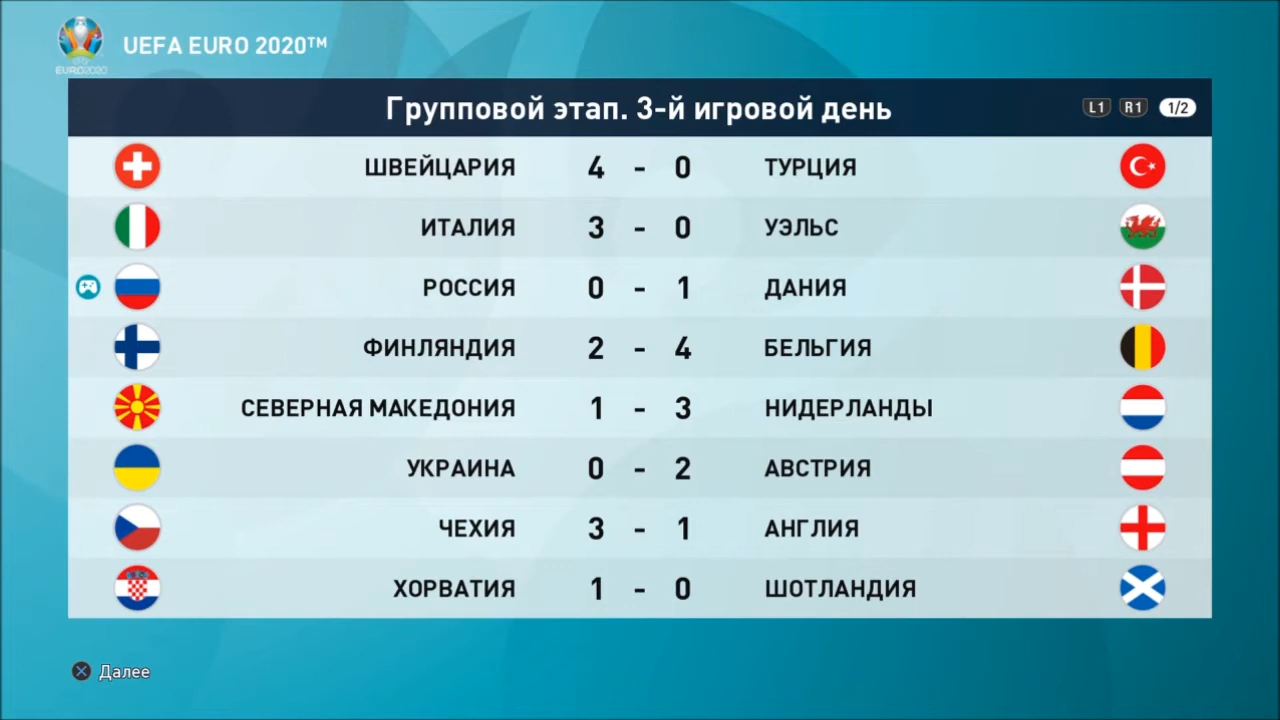 UEFA EURO 2020™
EURO2020
Групповой этап. 3-й игровой день L1 R1 1/2
ШВЕЙЦАРИЯ 4 - 0 ТУРЦИЯ
ИТАЛИЯ 3 - 0 УЭЛЬС
РОССИЯ 0 - 1 ДАНИЯ
ФИНЛЯНДИЯ 2 - 4 БЕЛЬГИЯ
СЕВЕРНАЯ МАКЕДОНИЯ 1 - 3 НИДЕРЛАНДЫ
УКРАИНА 0 - 2 АВСТРИЯ
ЧЕХИЯ 3 - 1 АНГЛИЯ
ХОРВАТИЯ 1 - 0 ШОТЛАНДИЯ
Далее